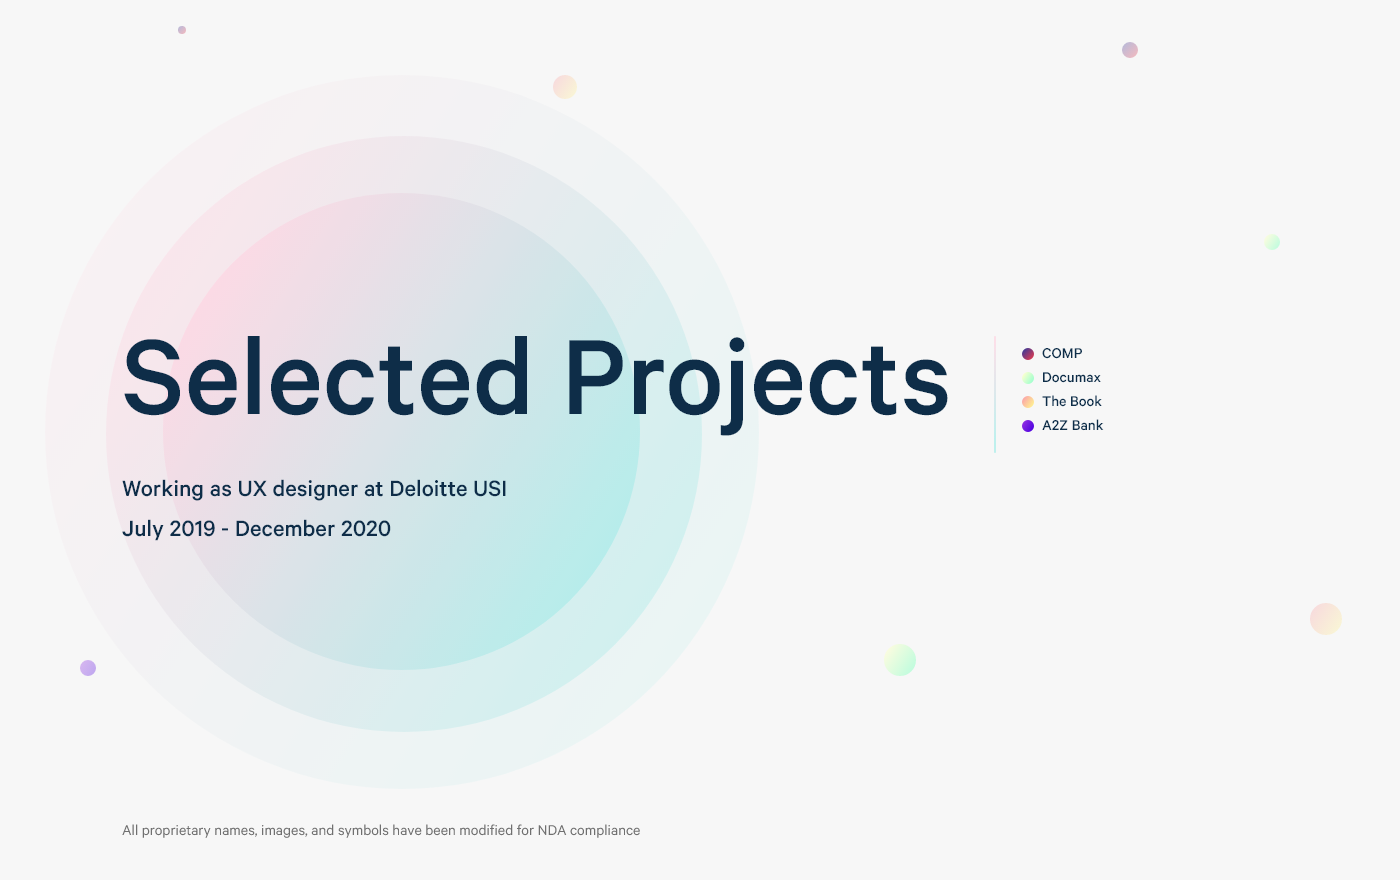 Selected Projects
Working as UX designer at Deloitte USI
July 2019 - December 2020
COMP
Documax
The Book
A2Z Bank
All proprietary names, images, and symbols have been modified for NDA compliance